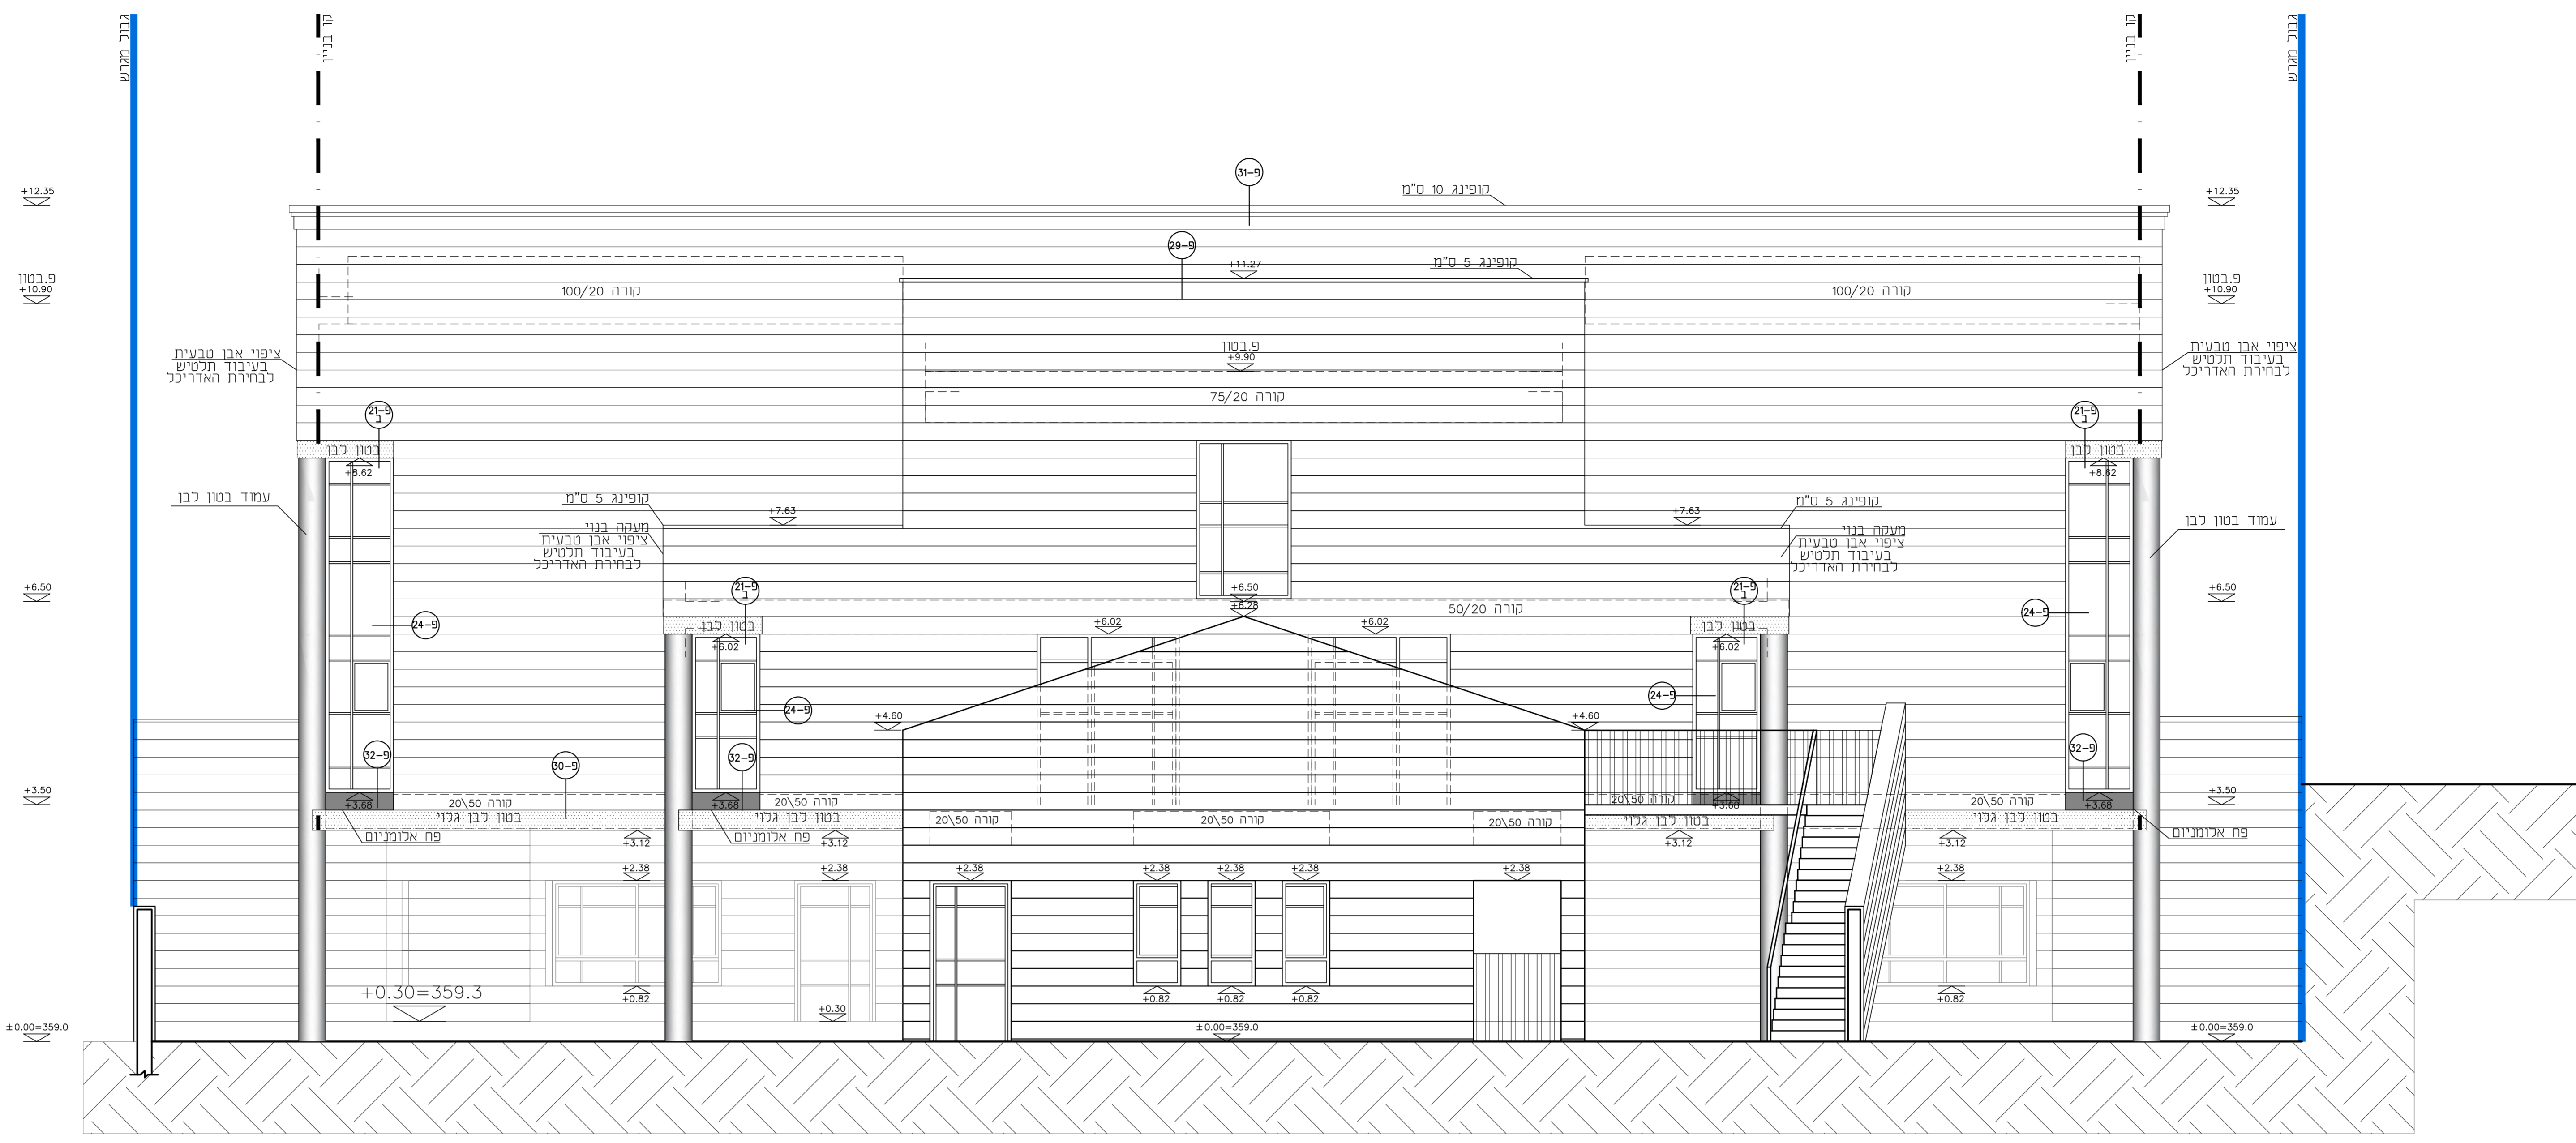 גבול מגרש
קו בניין
קו בניין
גבול מגרש
פ-31
קופינג 10 ס"מ
+12.35
+12.35
פ-29
קופינג 5 ס"מ
+11.27
פ.בטון
+10.90
קורה 100/20
קורה 100/20
פ.בטון
+10.90
פ.בטון
+9.90
קורה 75/20
ציפוי אבן טבעית
בעיבוד תלטיש
לבחירת האדריכל
ציפוי אבן טבעית
בעיבוד תלטיש
לבחירת האדריכל
פ-21
ב
פ-21
ב
בטון לבן
+8.62
בטון לבן
+8.62
עמוד בטון לבן
עמוד בטון לבן
קופינג 5 ס"מ
+7.63
+7.63
קופינג 5 ס"מ
מעקה בנוי
ציפוי אבן טבעית
בעיבוד תלטיש
לבחירת האדריכל
מעקה בנוי
ציפוי אבן טבעית
בעיבוד תלטיש
לבחירת האדריכל
+6.50
פ-21
ב
+6.50
+6.28
קורה 50/20
פ-21
ב
+6.50
פ-24
בטון לבן
+6.02
+6.02
+6.02
בטון לבן
+6.02
פ-24
פ-24
פ-24
+4.60
+4.60
פ-32
פ-32
פ-30
פ-32
+3.50
+3.68
קורה 50\20
+3.68
קורה 50\20
קורה 50\20
+3.68
קורה 50\20
+3.68
+3.50
בטון לבן גלוי
בטון לבן גלוי
קורה 50\20
קורה 50\20
קורה 50\20
בטון לבן גלוי
בטון לבן גלוי
פח אלומניום
פח אלומניום
פח אלומניום
+3.12
+3.12
+3.12
+3.12
+2.38
+2.38
+2.38
+2.38
+2.38
+2.38
+2.38
+2.38
+0.30=359.3
+0.82
+0.82
+0.82
+0.82
+0.82
+0.30
±0.00=359.0
±0.00=359.0
±0.00=359.0